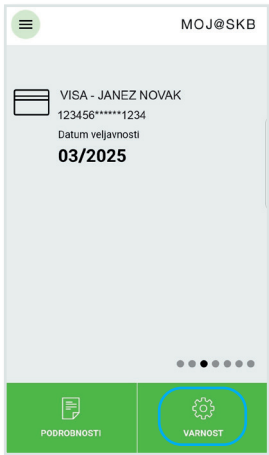 MOJ@SKB
VISA - JANEZ NOVAK
123456******1234
Datum veljavnosti
03/2025
PODROBNOSTI
VARNOST